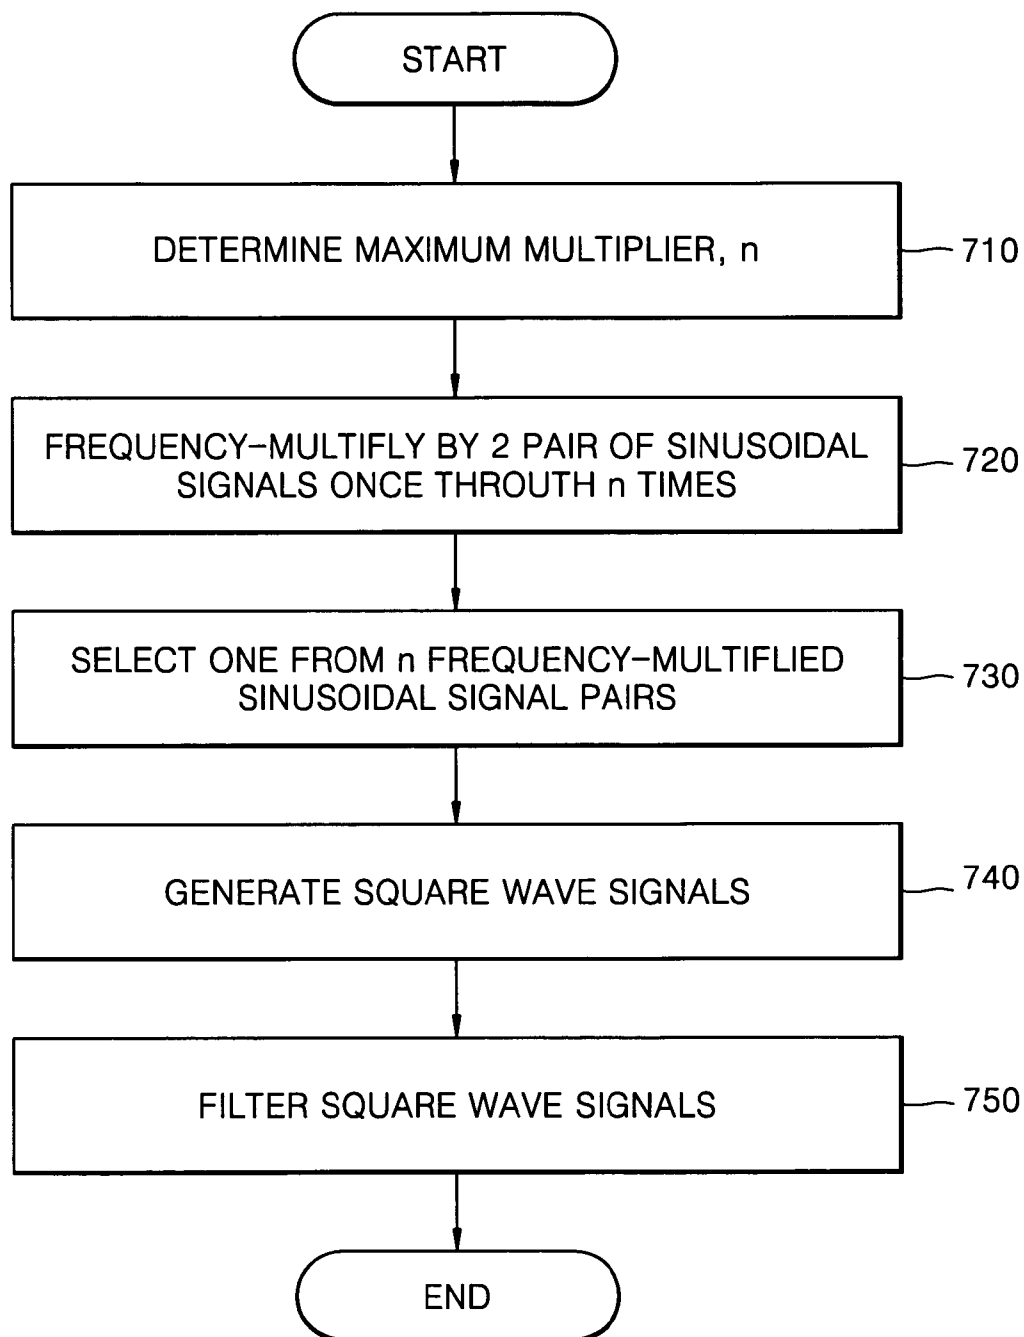 START
DETERMINE MAXIMUM MULTIPLIER, n
710
FREQUENCY-MULTIFLY BY 2 PAIR OF SINUSOIDAL
SIGNALS ONCE THROUTH n TIMES
720
SELECT ONE FROM n FREQUENCY-MULTIFLIED
SINUSOIDAL SIGNAL PAIRS
730
GENERATE SQUARE WAVE SIGNALS
740
FILTER SQUARE WAVE SIGNALS
750
END